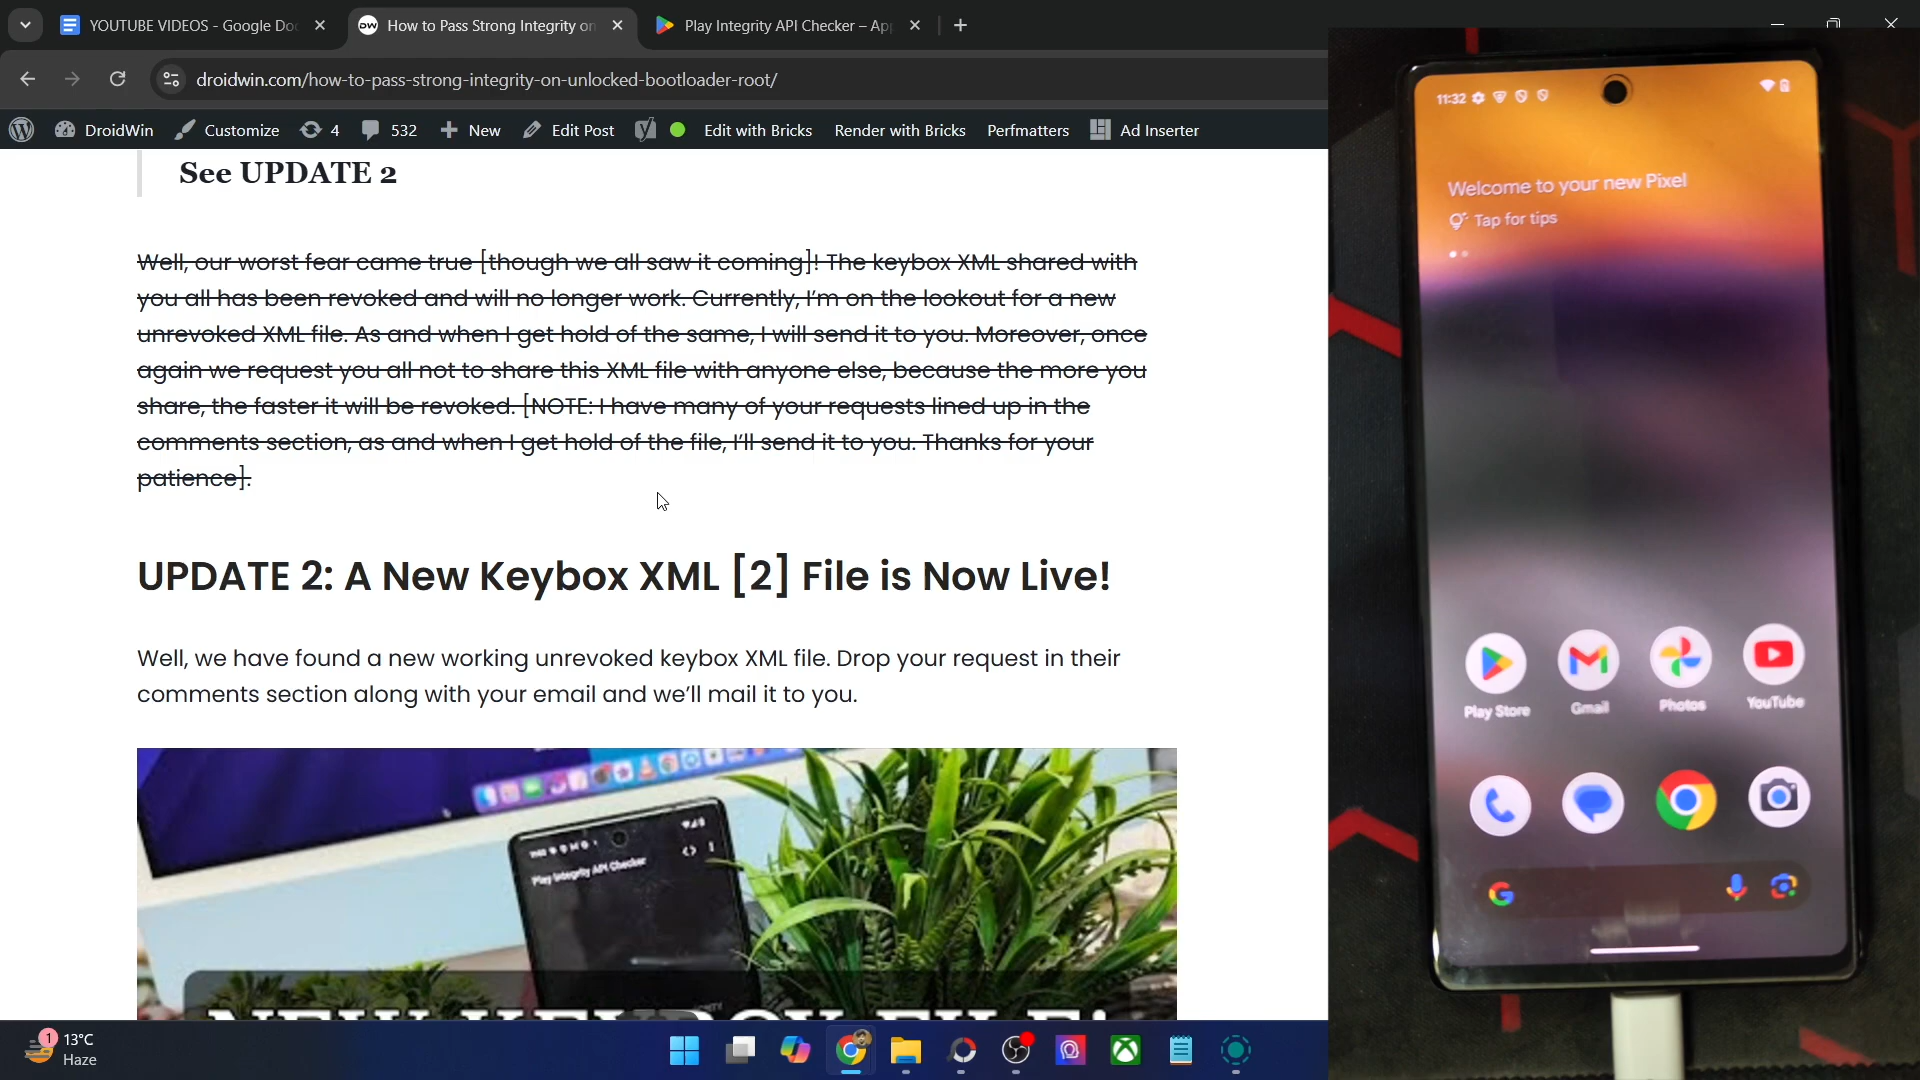 YOUTUBE VIDEOS - Google Doc
How to Pass Strong Integrity on
Play Integrity API Checker – Ap
droidwin.com/how-to-pass-strong-integrity-on-unlocked-bootloader-root/
DroidWin
Customize
4
532
New
Edit Post
Edit with Bricks
Render with Bricks
Perfmatters
Ad Inserter
See UPDATE 2
Well, our worst fear came true [though we all saw it coming]! The keybox XML shared with
you all has been revoked and will no longer work. Currently, I'm on the lookout for a new
unrevoked XML file. As and when I get hold of the same, I will send it to you. Moreover, once
again we request you all not to share this XML file with anyone else, because the more you
share, the faster it will be revoked. [NOTE: I have many of your requests lined up in the
comments section, as and when I get hold of the file, I'll send it to you. Thanks for your
patience].
UPDATE 2: A New Keybox XML [2] File is Now Live!
Well, we have found a new working unrevoked keybox XML file. Drop your request in their
comments section along with your email and we'll mail it to you.
Play Integrity API Checker
NEW KEYBOX FILE!
1
13°C
Haze
11:32
Welcome to your new Pixel
Tap for tips
Play Store
Gmail
Photos
YouTube